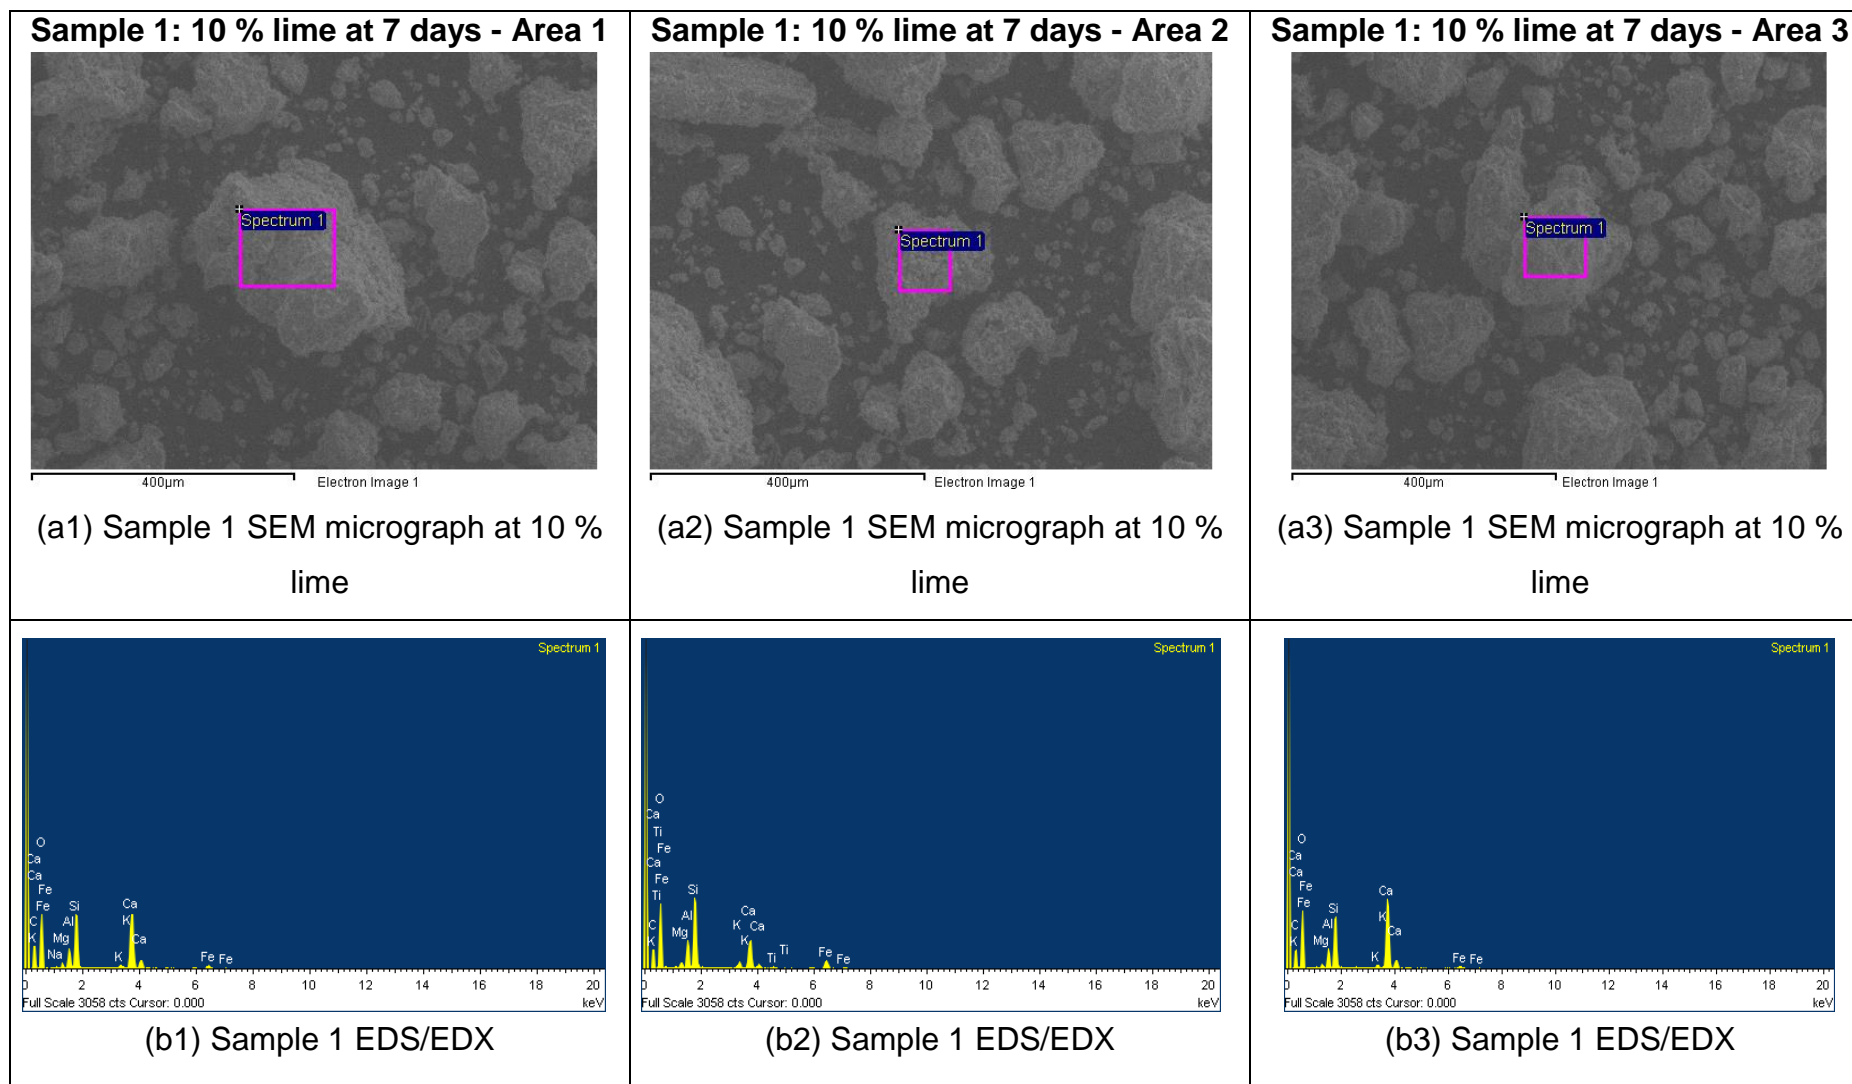 Sample 1: 10 % lime at 7 days - Area 1
Spectrum 1
400µm
Electron Image 1
(a1) Sample 1 SEM micrograph at 10 %
lime
Sample 1: 10 % lime at 7 days - Area 2
Spectrum 1
400µm
Electron Image 1
(a2) Sample 1 SEM micrograph at 10 %
lime
Sample 1: 10 % lime at 7 days - Area 3
Spectrum 1
400µm
Electron Image 1
(a3) Sample 1 SEM micrograph at 10 %
lime
Spectrum 1
O
Ca
Ca
Fe
Fe
C
K
Na
Mg
Al
Si
Ca
K
Ca
K
Fe
Fe
0 2 4 6 8 10 12 14 16 18 20
Full Scale 3058 cts Cursor: 0.000
keV
(b1) Sample 1 EDS/EDX
Spectrum 1
O
Ca
Ti
Fe
Ca
Fe
Ti
C
K
Mg
Al
Si
Ca
K
Ca
K
Ti
Ti
Fe
Fe
0 2 4 6 8 10 12 14 16 18 20
Full Scale 3058 cts Cursor: 0.000
keV
(b2) Sample 1 EDS/EDX
Spectrum 1
O
Ca
Ca
Fe
Fe
C
K
Mg
Al
Si
Ca
K
Ca
K
Fe
Fe
0 2 4 6 8 10 12 14 16 18 20
Full Scale 3058 cts Cursor: 0.000
keV
(b3) Sample 1 EDS/EDX